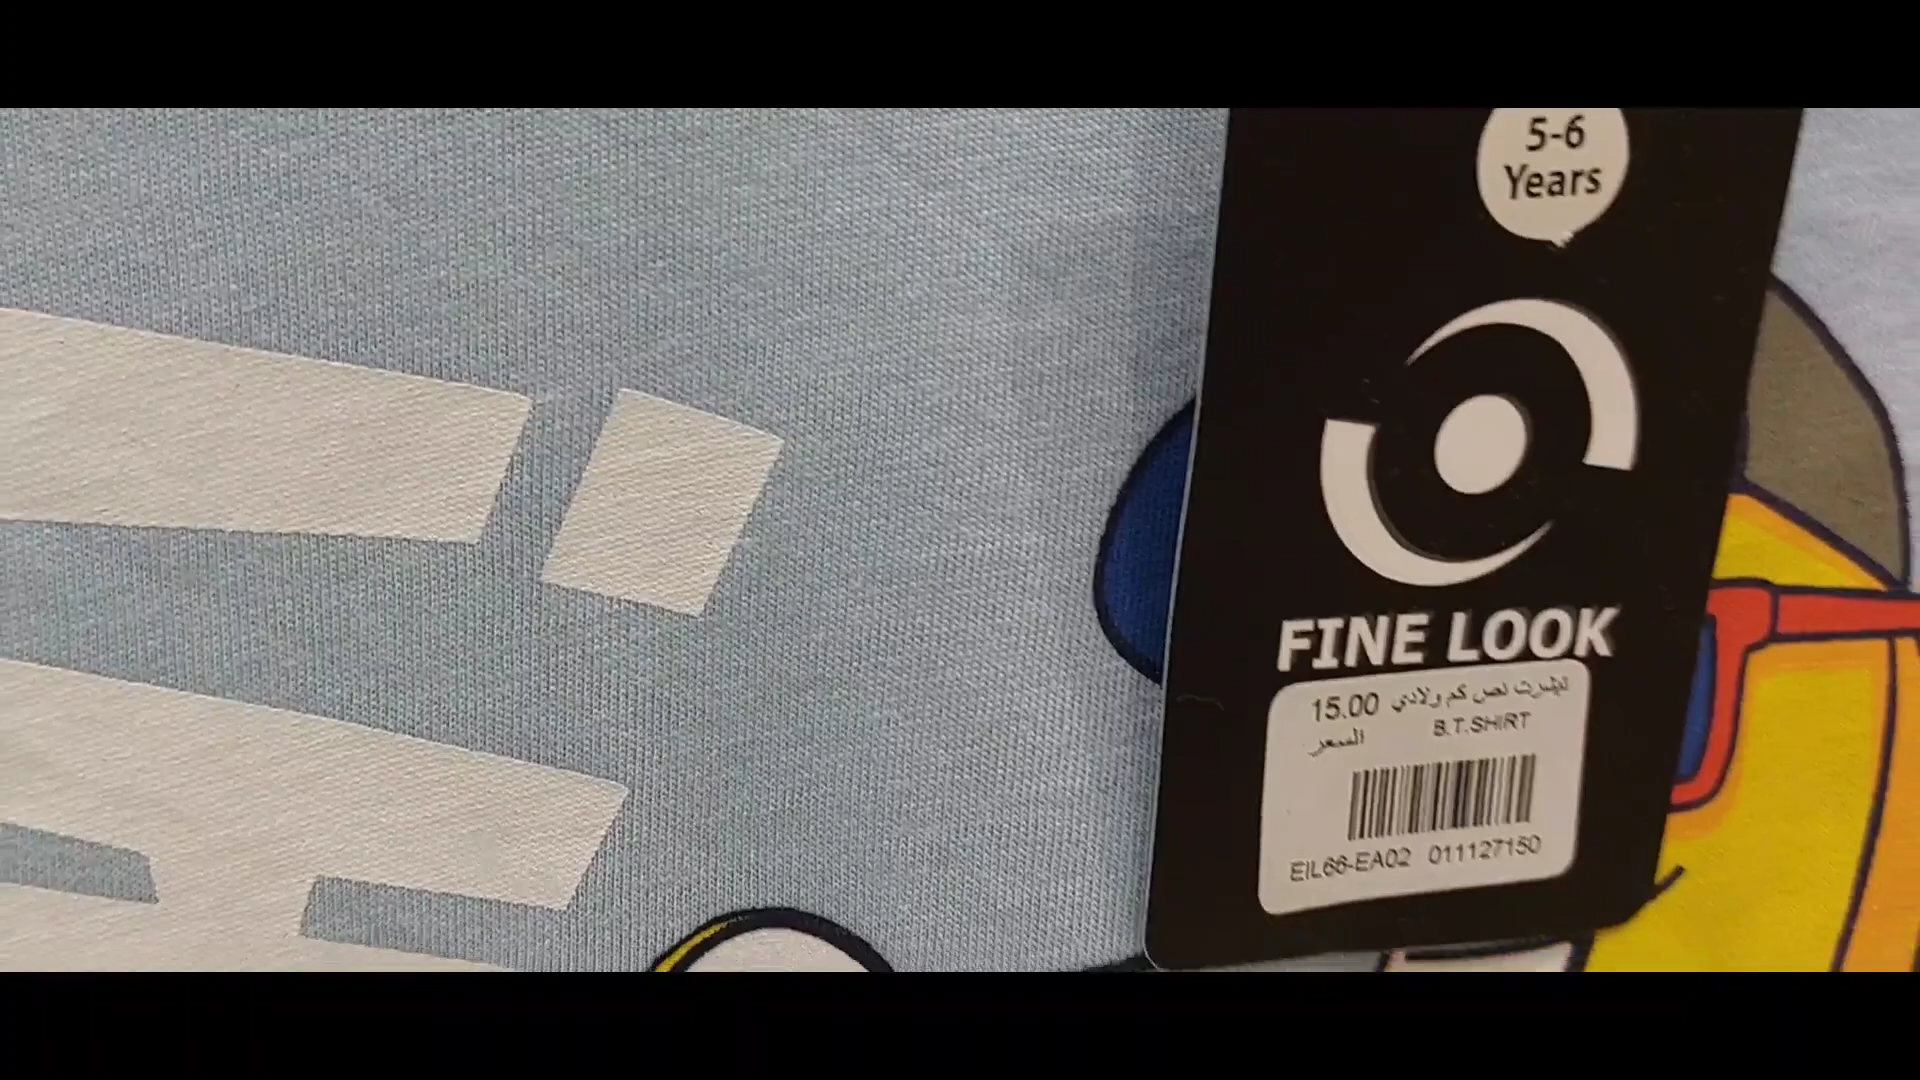 5-6
Years
FINE LOOK
15.00 تيشرت نص كم ولادي
السعر B.T.SHIRT
EIL66-EA02 011127150